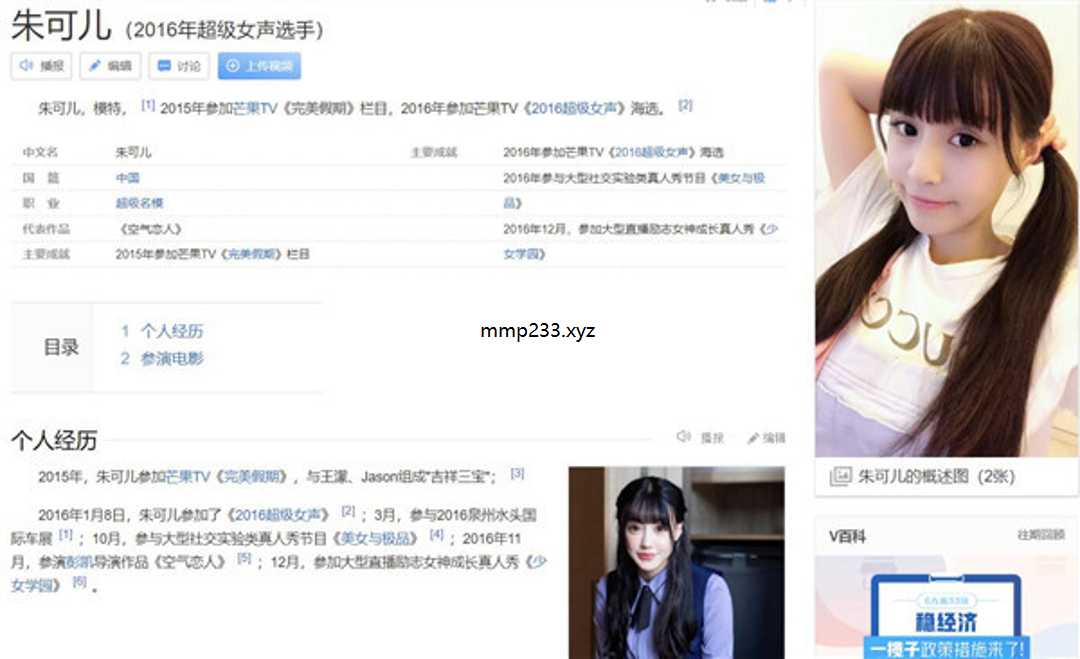 朱可儿（2016年超级女声选手）
播报 编辑 讨论 上传视频
朱可儿，模特， [1] 2015年参加芒果TV《完美假期》栏目，2016年参加芒果TV《2016超级女声》海选。 [2]
中文名 朱可儿
国 籍 中国
职 业 超级名模
代表作品 《空气恋人》
主要成就 2015年参加芒果TV《完美假期》栏目
主要成就 2016年参加芒果TV《2016超级女声》海选
2016年参与大型社交实验类真人秀节目《美女与极
品》
2016年12月，参加大型直播励志女神成长真人秀《少
女学园》
目录
1 个人经历
2 参演电影
mmp233.xyz
个人经历
播报 编辑
2015年，朱可儿参加芒果TV《完美假期》，与王濛、Jason组成"吉祥三宝"； [3]
2016年1月8日，朱可儿参加了《2016超级女声》 [2] ；3月，参与2016泉州水头国
际车展 [1] ；10月，参与大型社交实验类真人秀节目《美女与极品》 [4] ；2016年11
月，参演彭凯导演作品《空气恋人》 [5] ；12月，参加大型直播励志女神成长真人秀《少
女学园》 [6] 。
UCC
朱可儿的概述图（2张）
V百科 往期回顾
稳经济
一揽子政策措施来了!